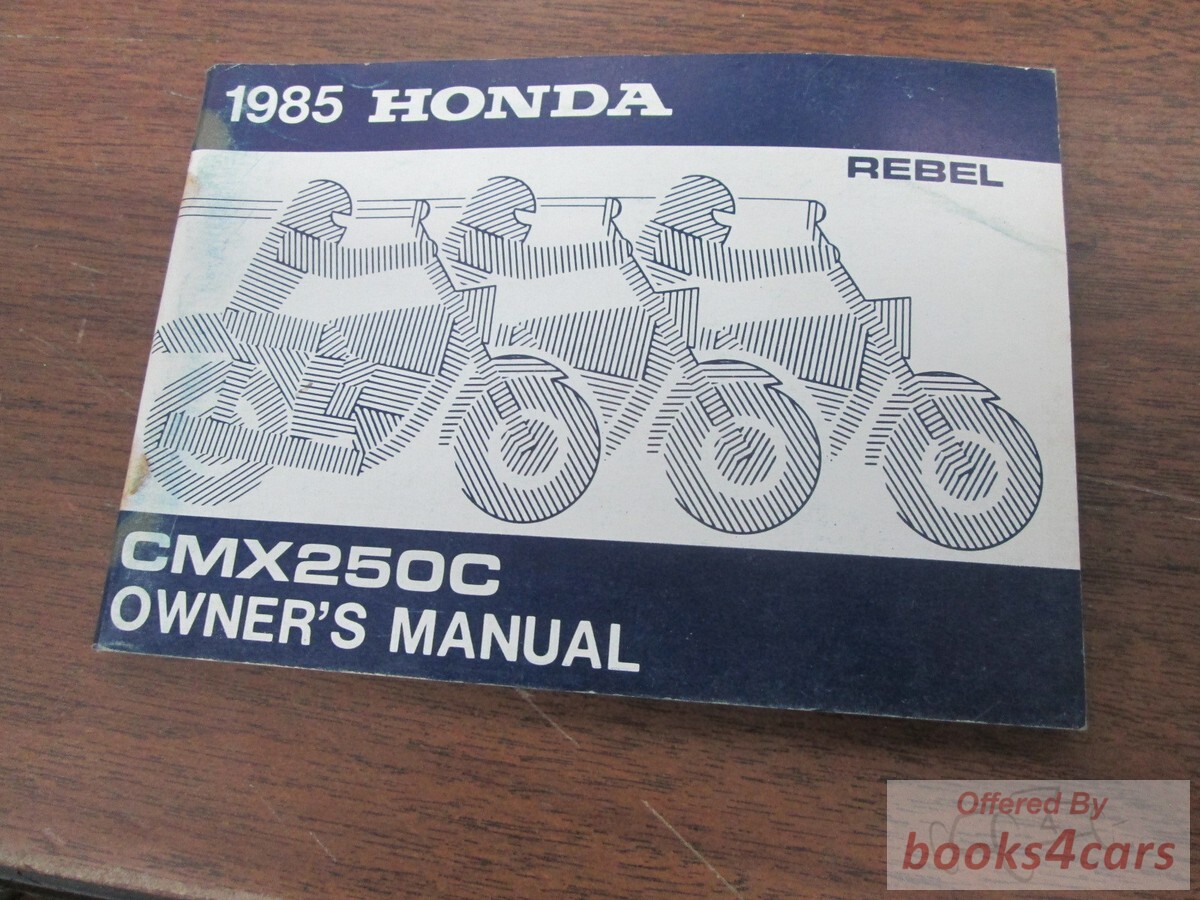 1985 HONDA
REBEL
CMX250C
OWNER'S MANUAL
Offered By
books4cars